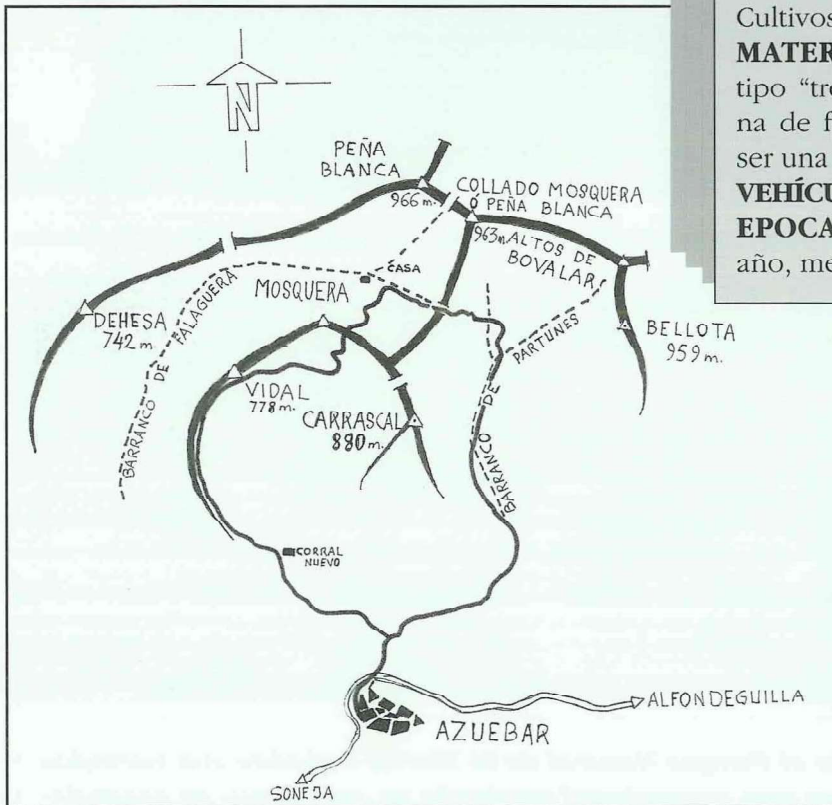 Cultivos
MATER
tipo “tre
na de f
ser una
VEHÍCU
EPOCA
año, me
N
PEÑA
BLANCA
966 m.
COLLADO MOSQUERA
Ó PEÑA BLANCA
963m ALTOS DE
BOVALAR
CASA
MOSQUERA
DEHESA
742 m.
BARRANCO DE FALAGUERA
BELLOTA
959 m.
BARRANCO DE PARTUNES
VIDAL
778 m.
CARRASCAL
880 m.
CORRAL
NUEVO
ALFONDEGUILLA
AZUEBAR
SONEJA